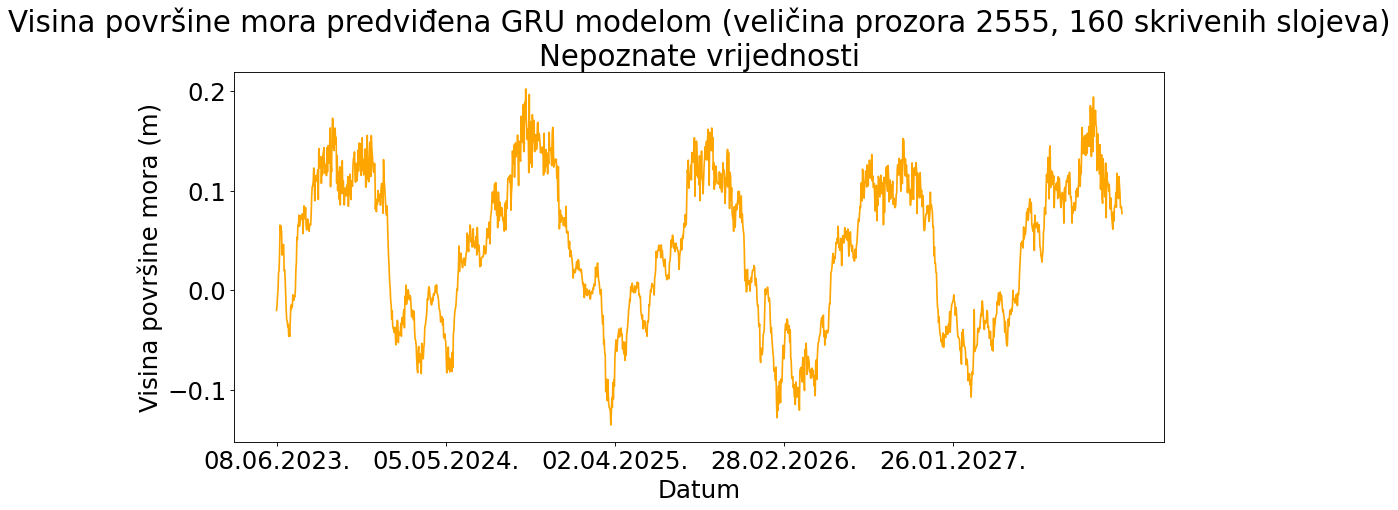 Visina površine mora predviđena GRU modelom (veličina prozora 2555, 160 skrivenih slojeva)
Nepoznate vrijednosti
Visina površine mora (m)
0.2
0.1
0.0
−0.1
08.06.2023. 05.05.2024. 02.04.2025. 28.02.2026. 26.01.2027.
Datum